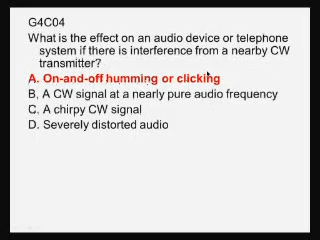 G4C04
What is the effect on an audio device or telephone
system if there is interference from a nearby CW
transmitter?
A. On-and-off humming or clicking
B. A CW signal at a nearly pure audio frequency
C. A chirpy CW signal
D. Severely distorted audio